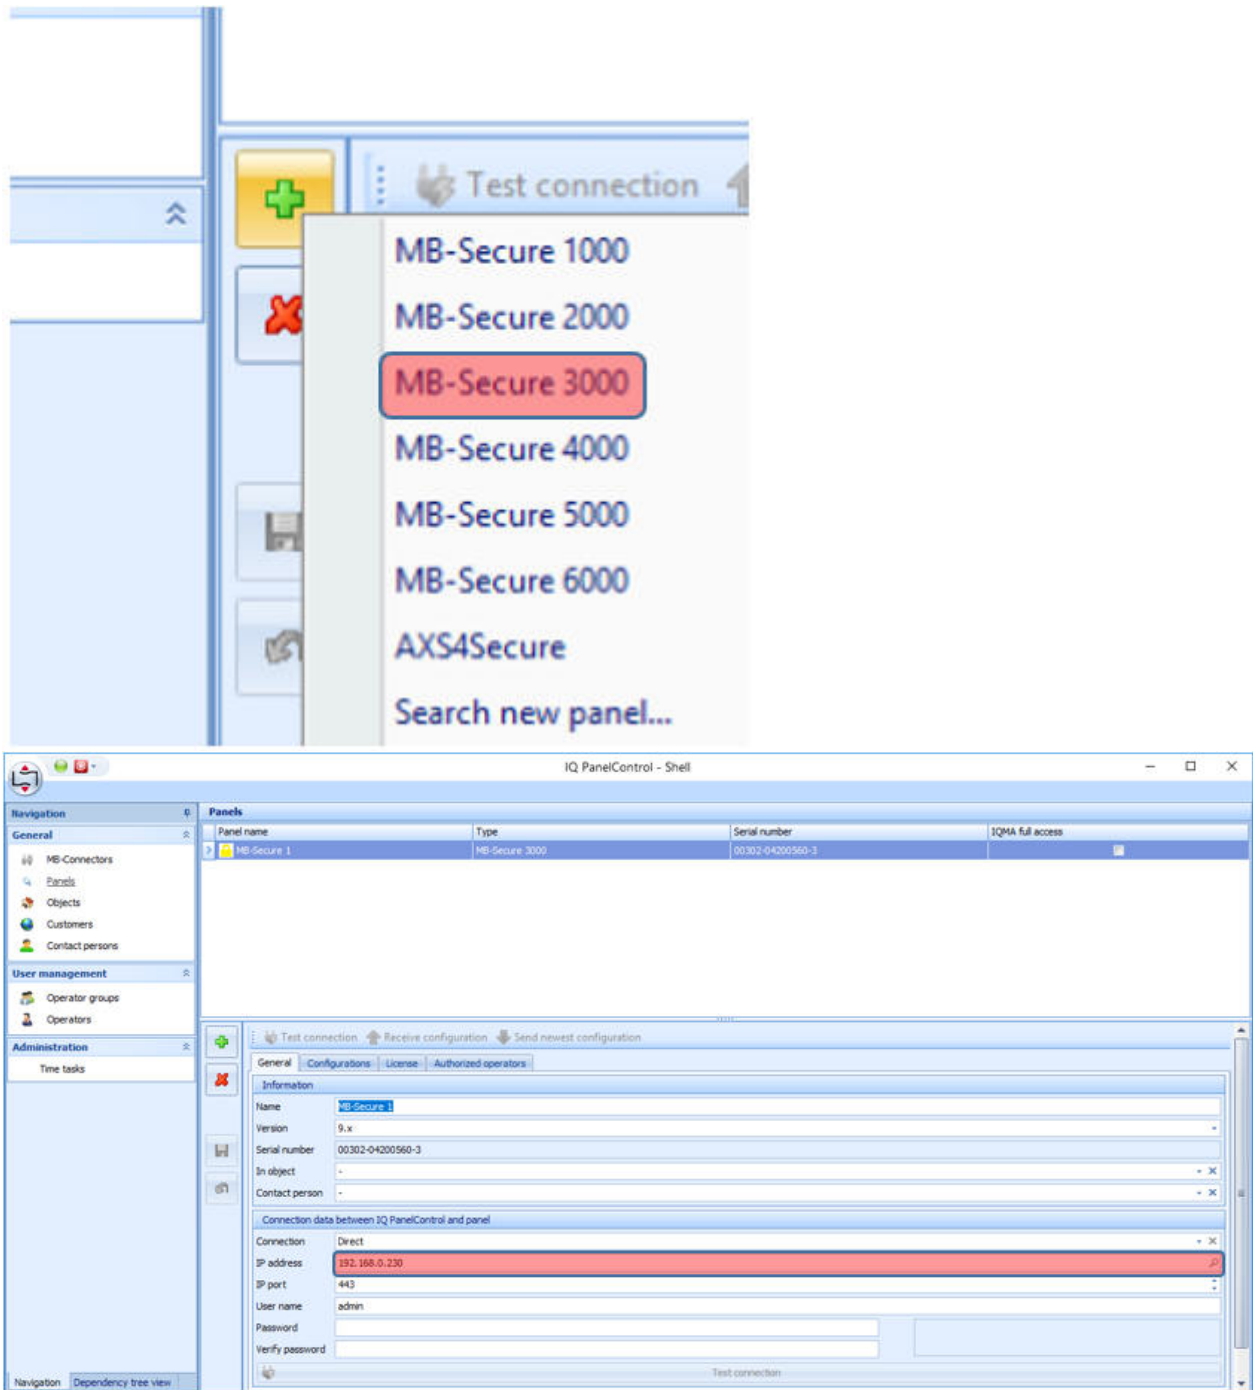 Test connection
MB-Secure 1000
MB-Secure 2000
MB-Secure 3000
MB-Secure 4000
MB-Secure 5000
MB-Secure 6000
AXS4Secure
Search new panel...
IQ PanelControl - Shell
Navigation
General
MB-Connectors
Panels
Objects
Customers
Contact persons
User management
Operator groups
Operators
Administration
Time tasks
Navigation Dependency tree view
Panels
Panel name Type Serial number IQMA full access
MB-Secure 1 MB-Secure 3000 00302-04200560-3
Test connection Receive configuration Send newest configuration
General Configurations License Authorized operators
Information
Name MB-Secure 1
Version 9.x
Serial number 00302-04200560-3
In object -
Contact person -
Connection data between IQ PanelControl and panel
Connection Direct
IP address 192.168.0.230
IP port 443
User name admin
Password
Verify password
Test connection